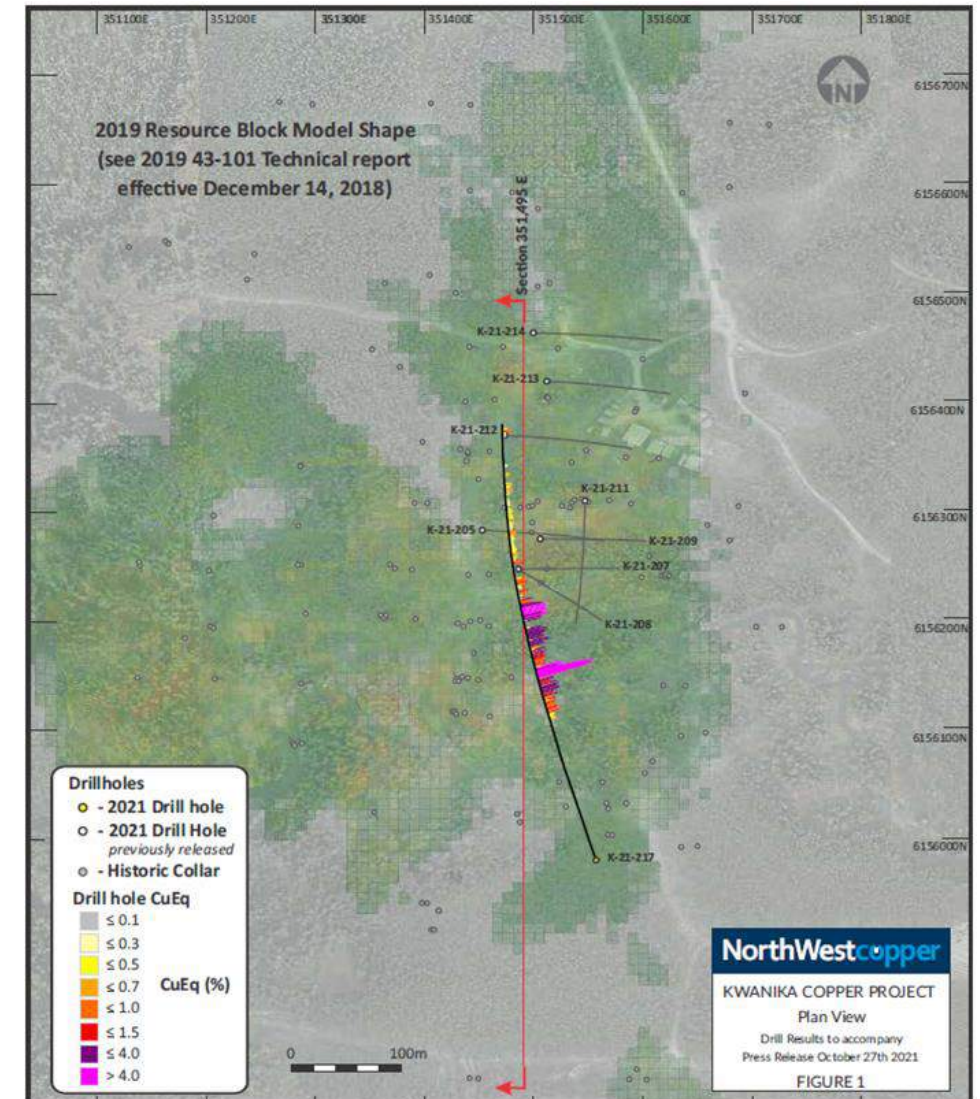 351100E
351200E
351300E
351400E
351500E
351600E
351700E
351800E
N
6156700N
2019 Resource Block Model Shape
(see 2019 43-101 Technical report
effective December 14, 2018)
6156600N
Section 351,495 E
6156500N
K-21-214
K-21-213
6156400N
K-21-212
K-21-211
6156300N
K-21-205
K-21-209
K-21-207
6156200N
K-21-208
6156100N
6156000N
K-21-217
Drillholes
- 2021 Drill hole
- 2021 Drill Hole
previously released
- Historic Collar
Drill hole CuEq
≤ 0.1
≤ 0.3
≤ 0.5
≤ 0.7
CuEq (%)
≤ 1.0
≤ 1.5
≤ 4.0
> 4.0
0 100m
NorthWestcopper
KWANIKA COPPER PROJECT
Plan View
Drill Results to accompany
Press Release October 27th 2021
FIGURE 1